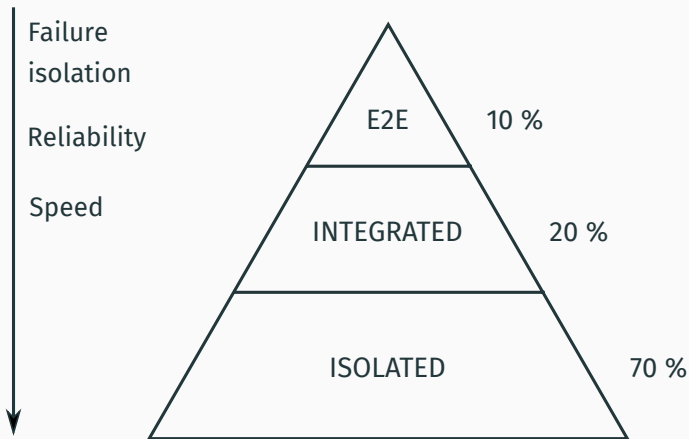 Failure
isolation
Reliability
Speed
E2E
10 %
INTEGRATED
20 %
ISOLATED
70 %